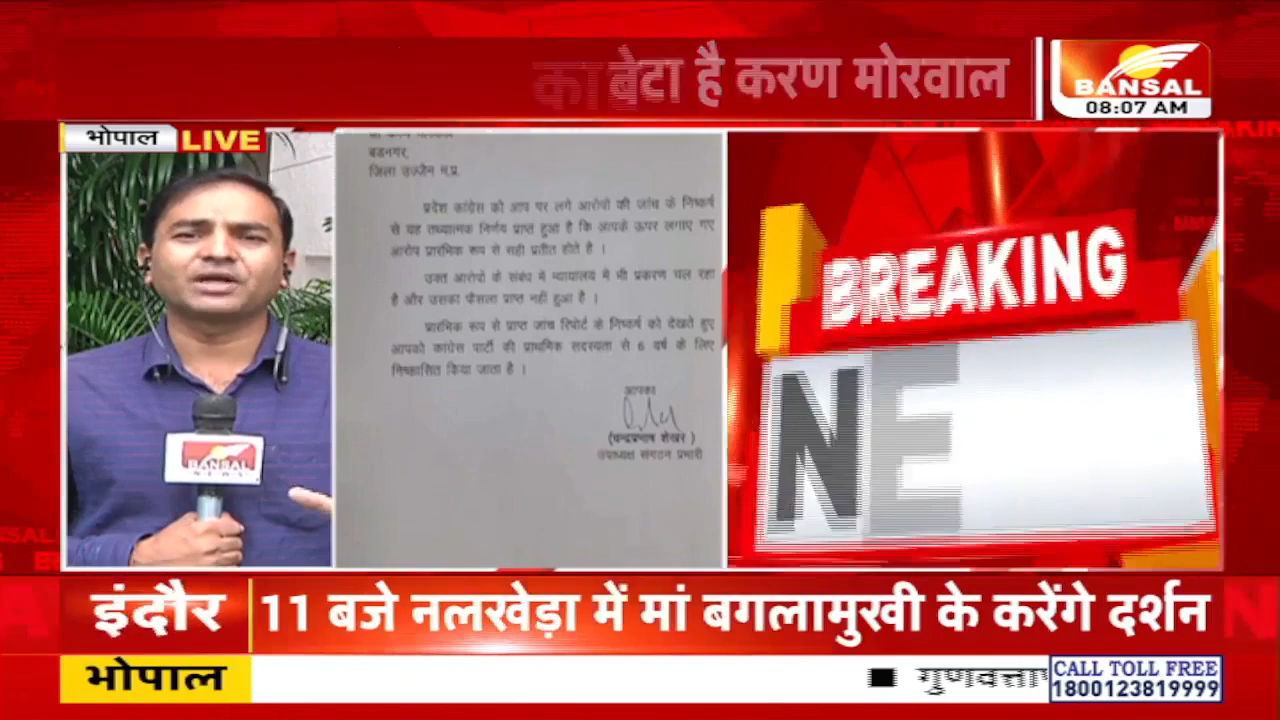 बेटा है करण मोरवाल
BANSAL
08:07 AM
भोपाल LIVE
बडनगर,
जिला उज्जैन म.प्र.
प्रदेश कांग्रेस को आप पर लगे आरोपों की जांच के निष्कर्ष
से यह तथ्यात्मक निर्णय प्राप्त हुआ है कि आपके ऊपर लगाए गए
आरोप प्रारंभिक रूप से सही प्रतीत होते है ।
उक्त आरोपों के संबंध में न्यायालय में भी प्रकरण चल रहा
है और उसका फैसला प्राप्त नहीं हुआ है ।
प्रारंभिक रूप से प्राप्त जांच रिपोर्ट के निष्कर्ष को देखते हुए
आपको कांग्रेस पार्टी की प्राथमिक सदस्यता से 6 वर्ष के लिए
निष्कासित किया जाता है ।
आपका
(चन्द्रप्रभाष शेखर )
उपाध्यक्ष संगठन प्रभारी
BREAKING
NE
BANSAL
NEWS
इंदौर 11 बजे नलखेड़ा में मां बगलामुखी के करेंगे दर्शन
भोपाल
CALL TOLL FREE
1800123819999